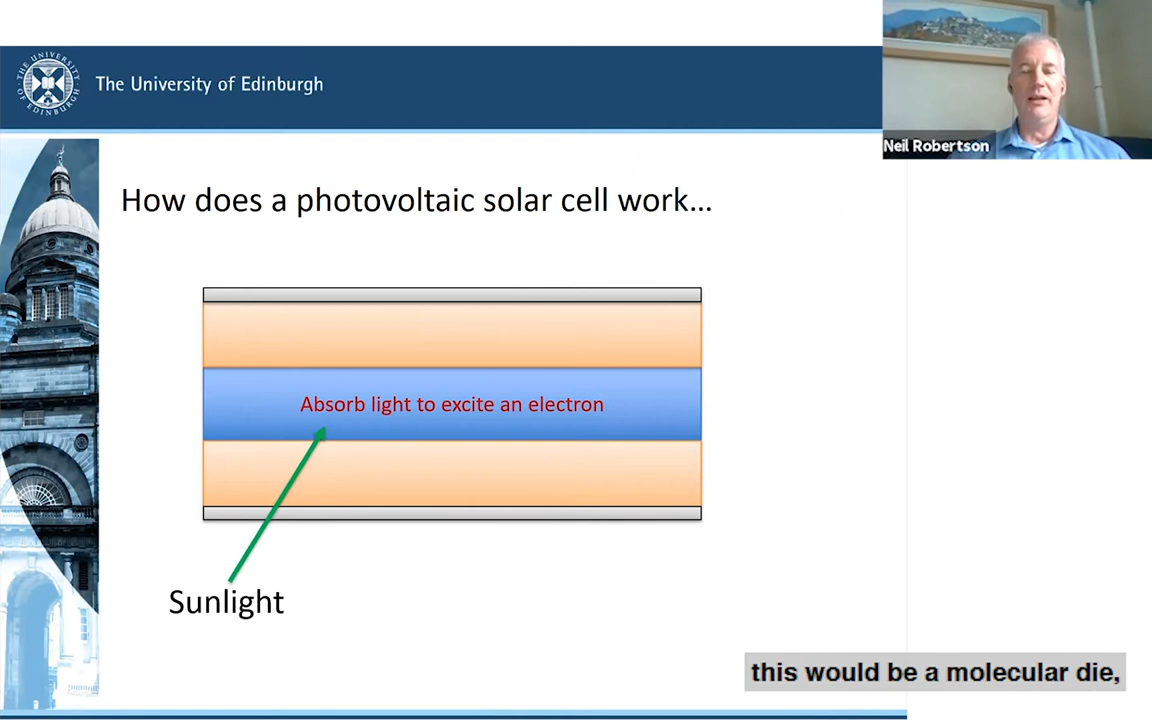 The University of Edinburgh
Neil Robertson
How does a photovoltaic solar cell work...
Absorb light to excite an electron
Sunlight
this would be a molecular die,